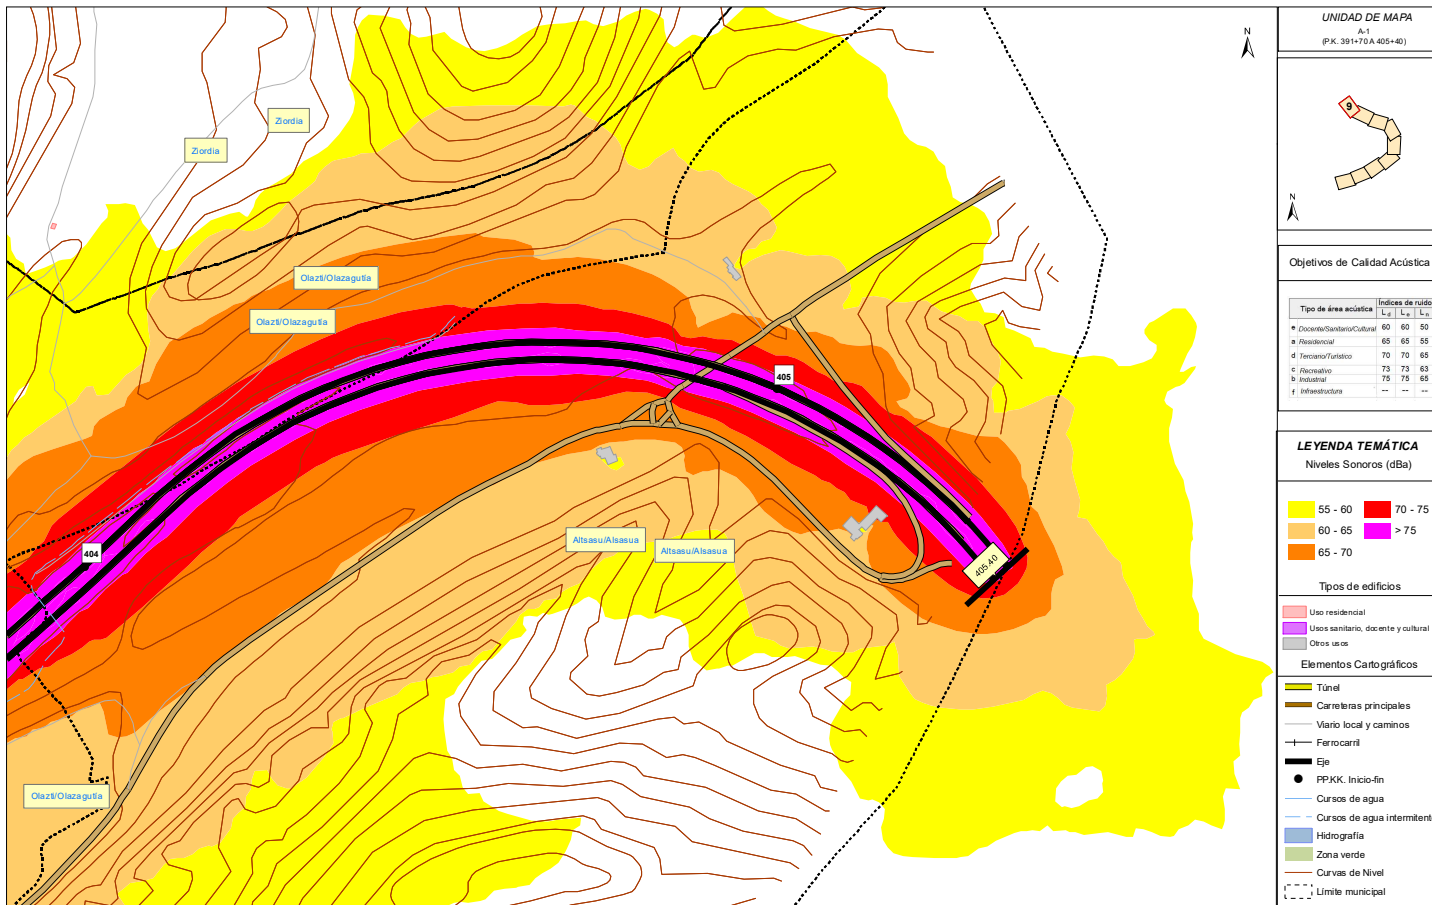 Ziordia
Ziordia
Olazti/Olazagutía
Olazti/Olazagutía
405
404
Altsasu/Alsasua
Altsasu/Alsasua
405.40
Olazti/Olazagutía
N
UNIDAD DE MAPA
A-1
(P.K. 391+70 A 405+40)
9
N
Objetivos de Calidad Acústica
Tipo de área acústica Índices de ruido
L d L e L n
e Docente/Sanitario/Cultural 60 60 50
a Residencial 65 65 55
d Terciario/Turístico 70 70 65
c Recreativo 73 73 63
b Industrial 75 75 65
f Infraestructura -- -- --
LEYENDA TEMÁTICA
Niveles Sonoros (dBa)
55 - 60 70 - 75
60 - 65 > 75
65 - 70
Tipos de edificios
Uso residencial
Usos sanitario, docente y cultural
Otros usos
Elementos Cartográficos
Túnel
Carreteras principales
Viario local y caminos
Ferrocarril
Eje
PP.KK. Inicio-fin
Cursos de agua
Cursos de agua intermitente
Hidrografía
Zona verde
Curvas de Nivel
Límite municipal